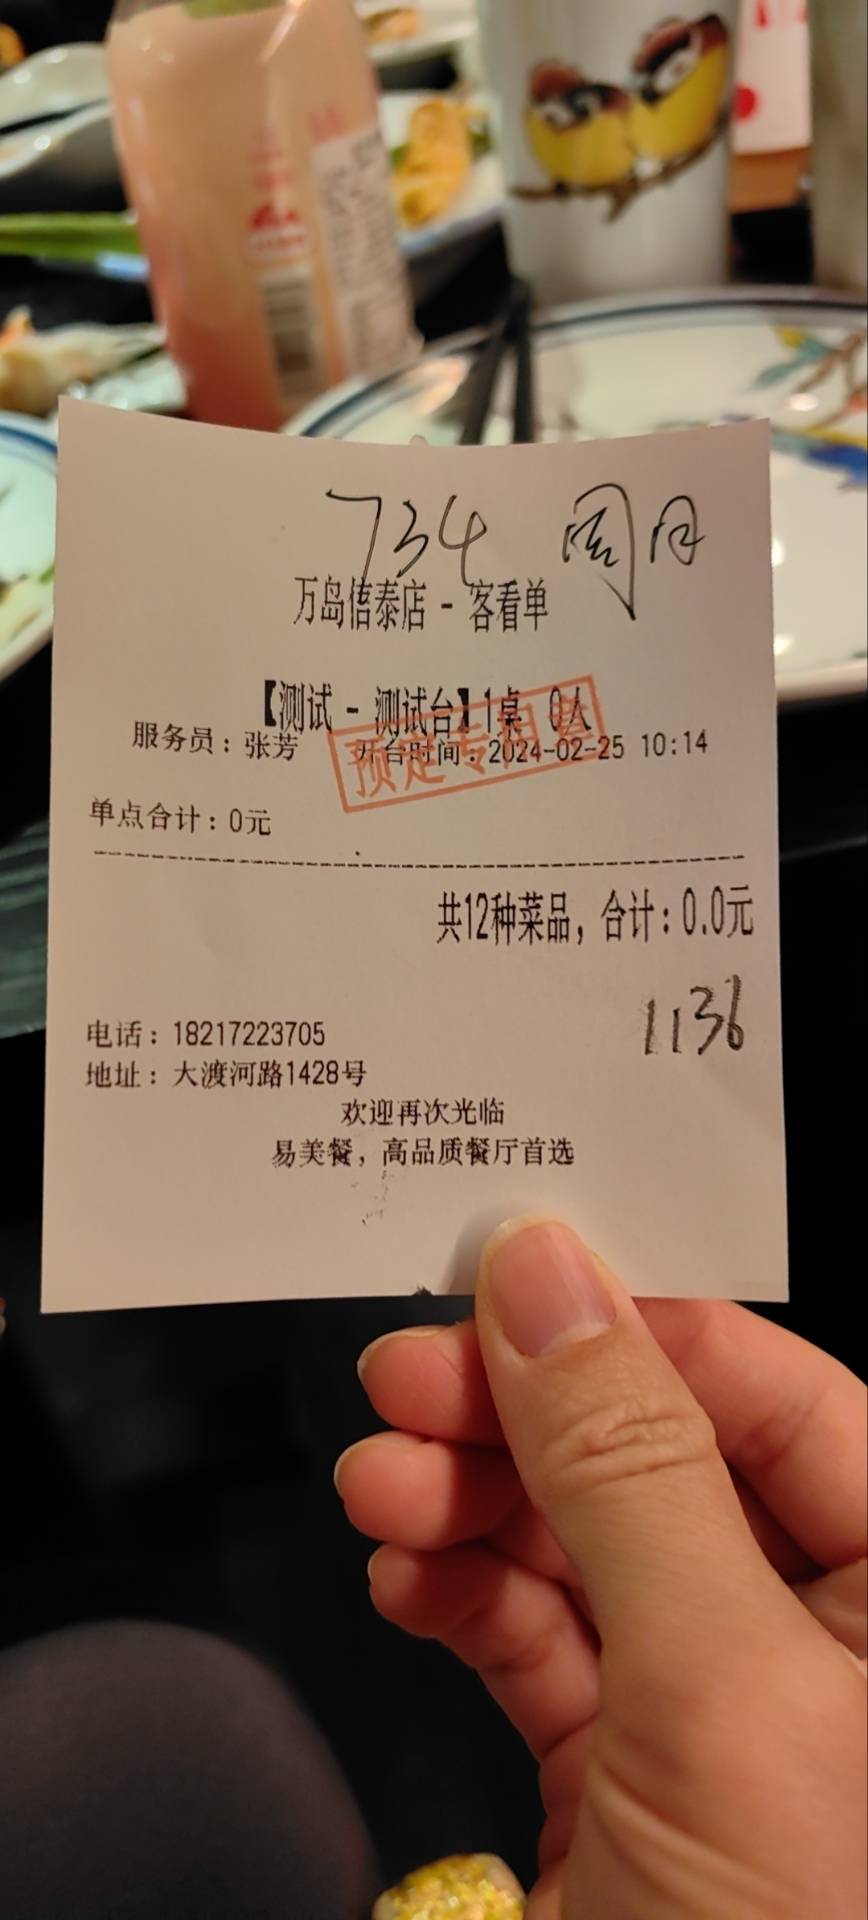 734 周月
万岛信泰店 - 客看单
【测试 - 测试台】1桌 0人
服务员：张芳 开台时间：2024-02-25 10:14
预定专用章
单点合计：0元
共12种菜品，合计：0.0元
1136
电话：18217223705
地址：大渡河路1428号
欢迎再次光临
易美餐，高品质餐厅首选